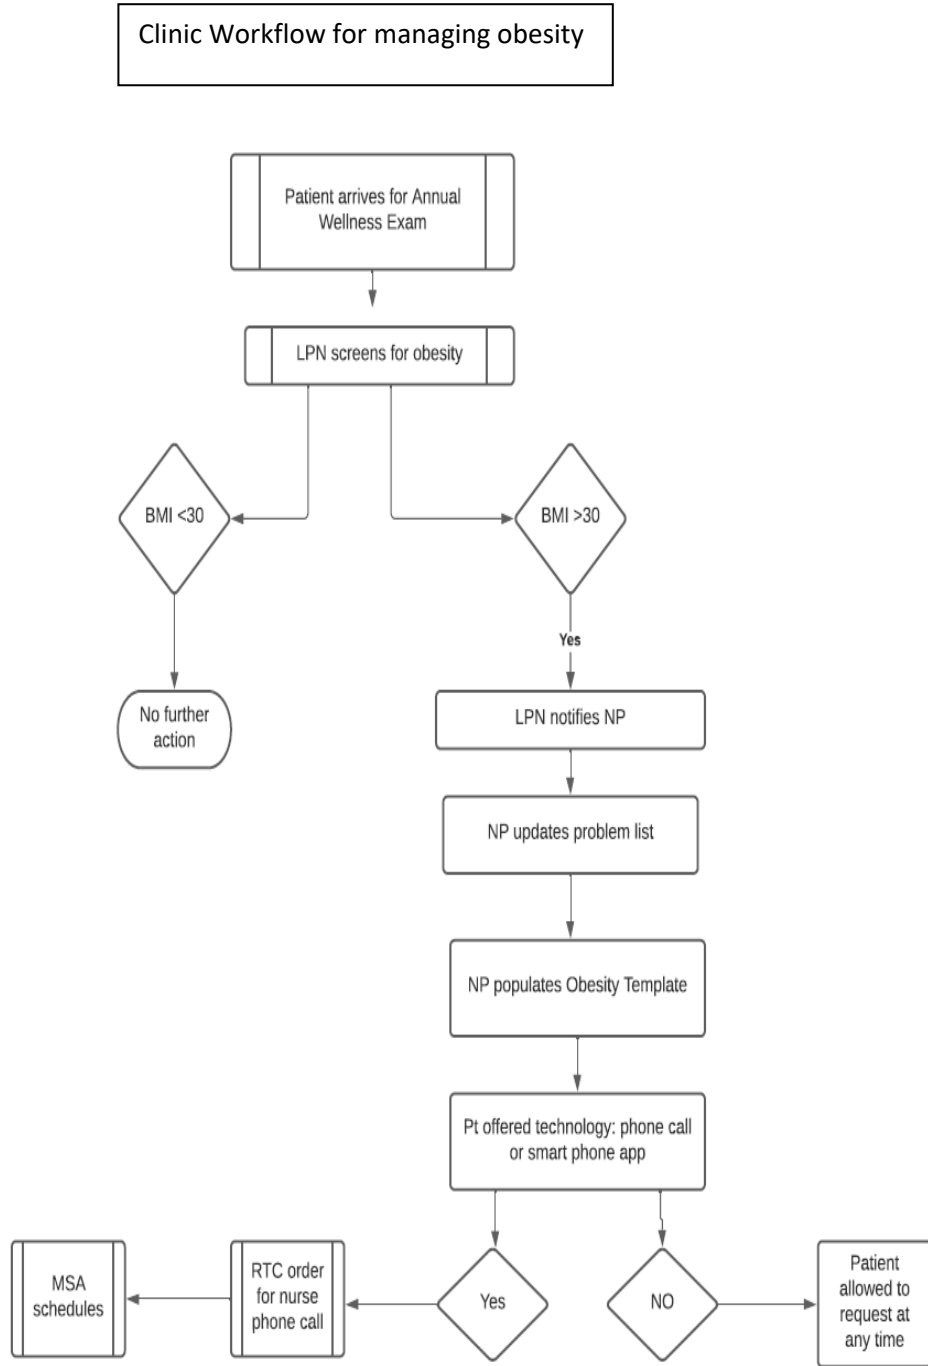 Clinic Workflow for managing obesity
Patient arrives for Annual
Wellness Exam
LPN screens for obesity
BMI <30
BMI >30
Yes
No further
action
LPN notifies NP
NP updates problem list
NP populates Obesity Template
Pt offered technology: phone call
or smart phone app
MSA
schedules
RTC order
for nurse
phone call
Yes
NO
Patient
allowed to
request at
any time